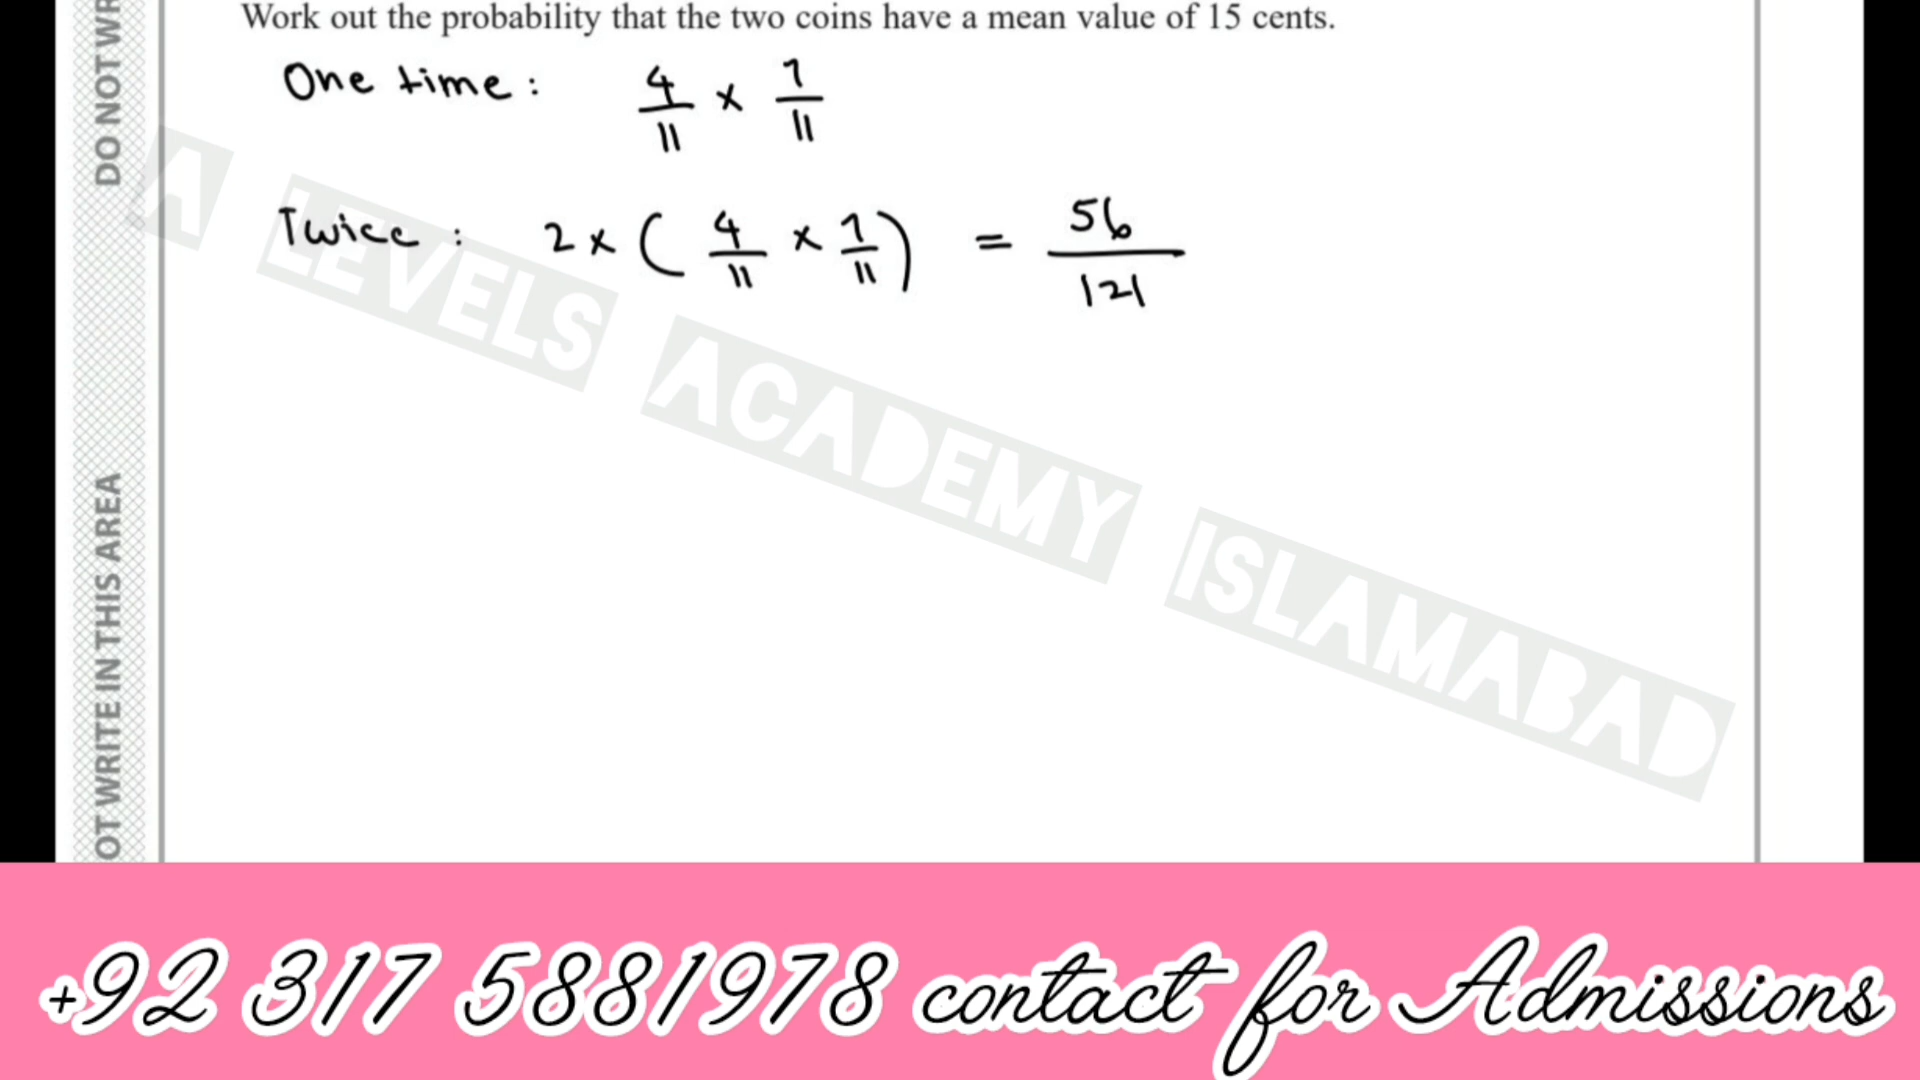 DO NOT WR
OT WRITE IN THIS AREA
Work out the probability that the two coins have a mean value of 15 cents.
One time : 4/11 × 7/11
Twice : 2 × ( 4/11 × 7/11 ) = 56/121
A LEVELS ACADEMY ISLAMABAD
+92 317 5881978 contact for Admissions